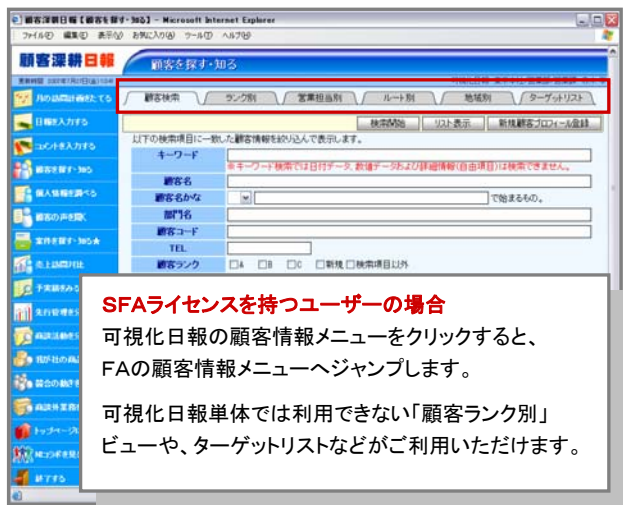 顧客深耕日報【顧客を探す・知る】 - Microsoft Internet Explorer
ファイル(F) 編集(E) 表示(V) お気に入り(A) ツール(T) ヘルプ(H)
顧客深耕日報
顧客を探す・知る
顧客検索 ランク別 営業担当別 ルート別 地域別 ターゲットリスト
検索開始 リスト表示 新規顧客プロフィール登録
以下の検索項目に一致した顧客情報を絞り込んで表示します。
キーワード
※キーワード検索では日付データ、数値データおよび詳細情報(自由項目)は検索できません。
顧客名
顧客名かな で始まるもの。
部門名
顧客コード
TEL
顧客ランク □A □B □C □新規 □検索項目以外
月の訪問計画をたてる
日報を入力する
コメントを入力する
顧客を探す・知る
個人情報を調べる
顧客の声を聞く
案件を探す・知る★
終了する
SFAライセンスを持つユーザーの場合
可視化日報の顧客情報メニューをクリックすると、
FAの顧客情報メニューへジャンプします。
可視化日報単体では利用できない「顧客ランク別」
ビューや、ターゲットリストなどがご利用いただけます。